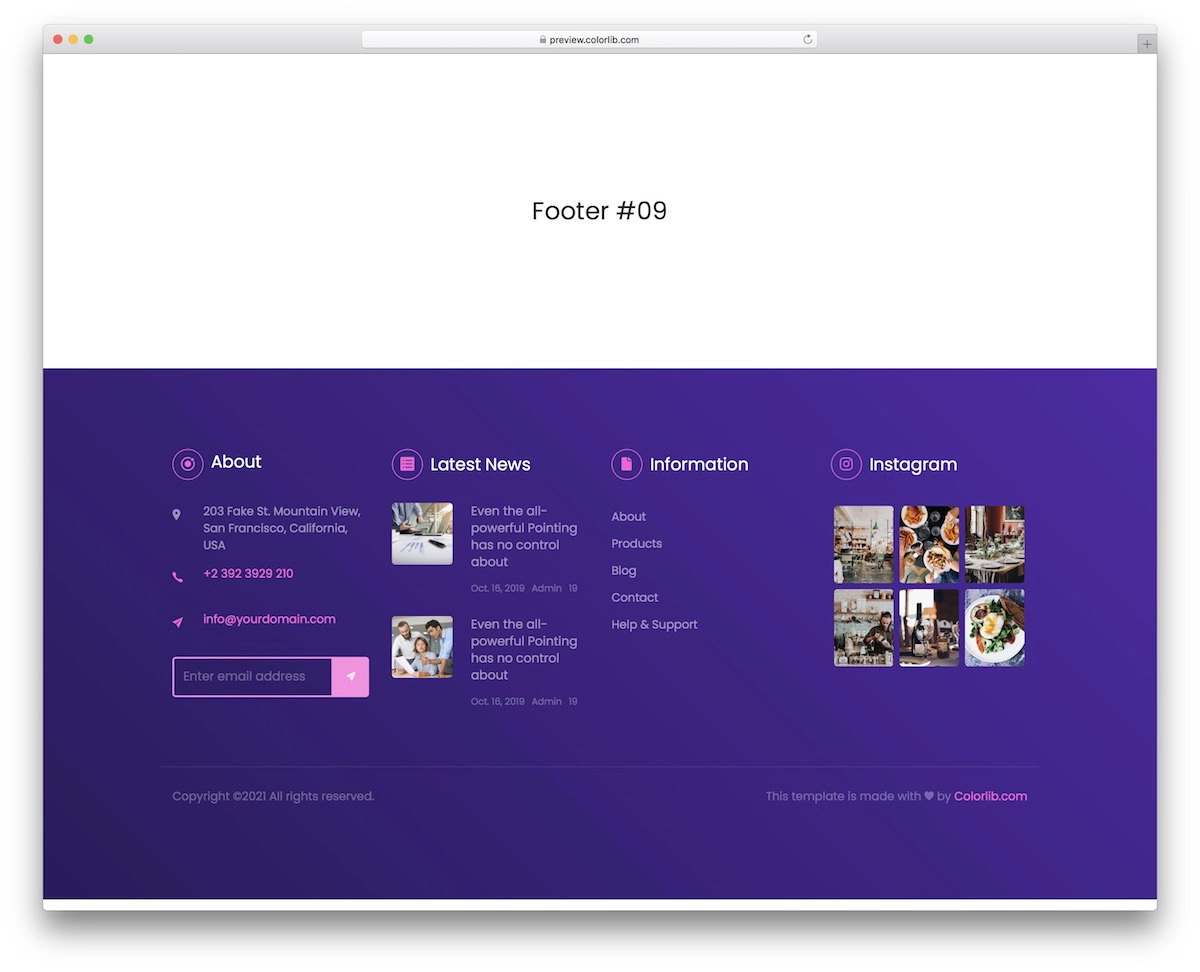 preview.colorlib.com
Footer #09
About
203 Fake St. Mountain View,
San Francisco, California,
USA
+2 392 3929 210
info@yourdomain.com
Enter email address
Latest News
Even the all-
powerful Pointing
has no control
about
Oct. 16, 2019 Admin 19
Even the all-
powerful Pointing
has no control
about
Oct. 16, 2019 Admin 19
Information
About
Products
Blog
Contact
Help & Support
Instagram
Copyright ©2021 All rights reserved.
This template is made with ♥ by Colorlib.com